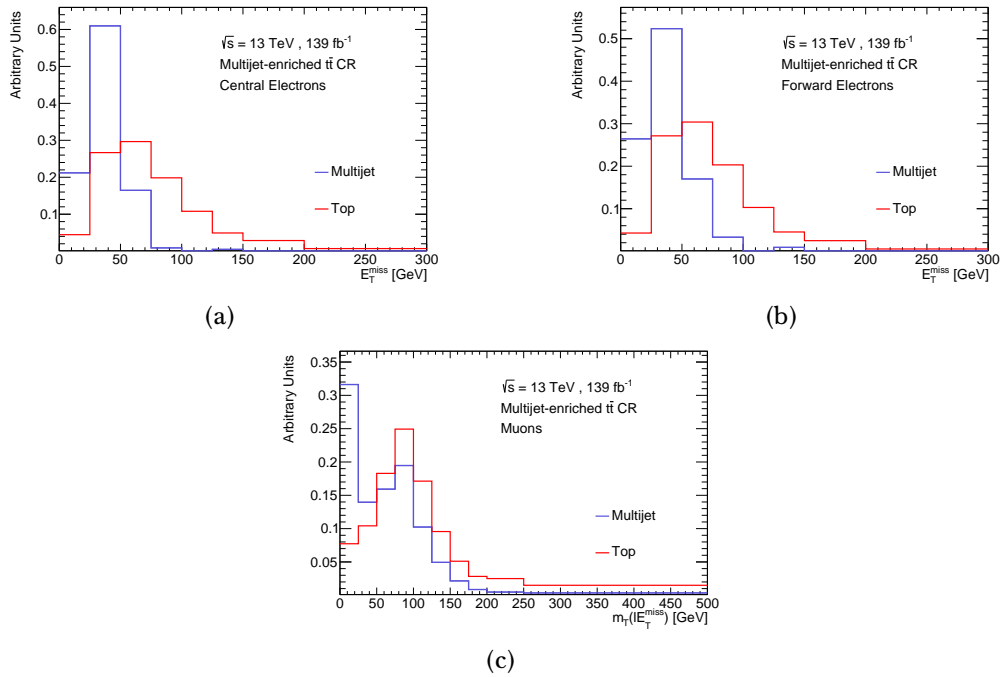 Arbitrary Units
0.6
0.5
0.4
0.3
0.2
0.1
√s = 13 TeV , 139 fb⁻¹
Multijet-enriched tt̄ CR
Central Electrons
Multijet
Top
0 50 100 150 200 250 300
E_T^miss [GeV]
(a)
Arbitrary Units
0.5
0.4
0.3
0.2
0.1
√s = 13 TeV , 139 fb⁻¹
Multijet-enriched tt̄ CR
Forward Electrons
Multijet
Top
0 50 100 150 200 250 300
E_T^miss [GeV]
(b)
Arbitrary Units
0.35
0.3
0.25
0.2
0.15
0.1
0.05
√s = 13 TeV , 139 fb⁻¹
Multijet-enriched tt̄ CR
Muons
Multijet
Top
0 50 100 150 200 250 300 350 400 450 500
m_T(lE_T^miss) [GeV]
(c)